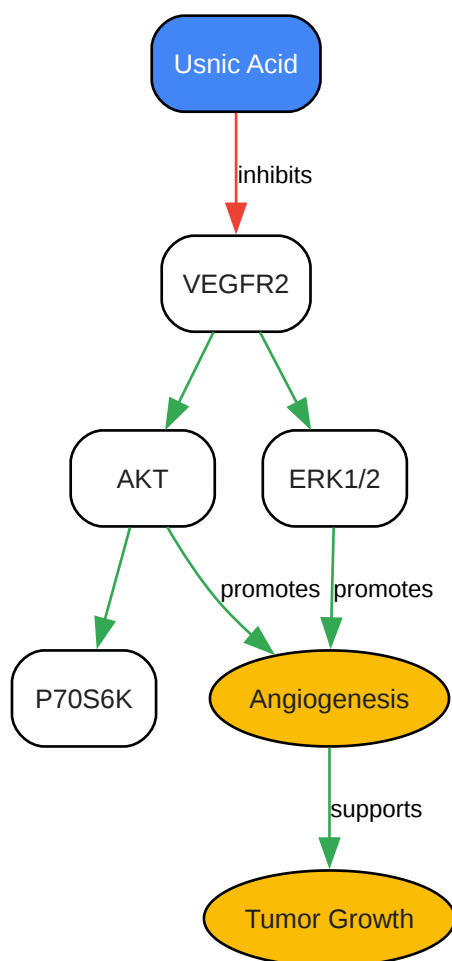 Usnic Acid
inhibits
VEGFR2
AKT
ERK1/2
promotes
promotes
P70S6K
Angiogenesis
supports
Tumor Growth